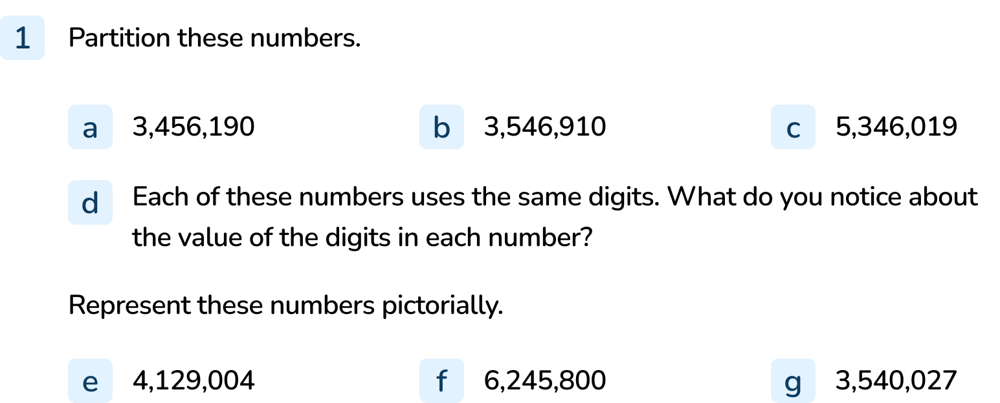 1 Partition these numbers.
a 3,456,190 b 3,546,910 c 5,346,019
d Each of these numbers uses the same digits. What do you notice about
the value of the digits in each number?
Represent these numbers pictorially.
e 4,129,004 f 6,245,800 g 3,540,027